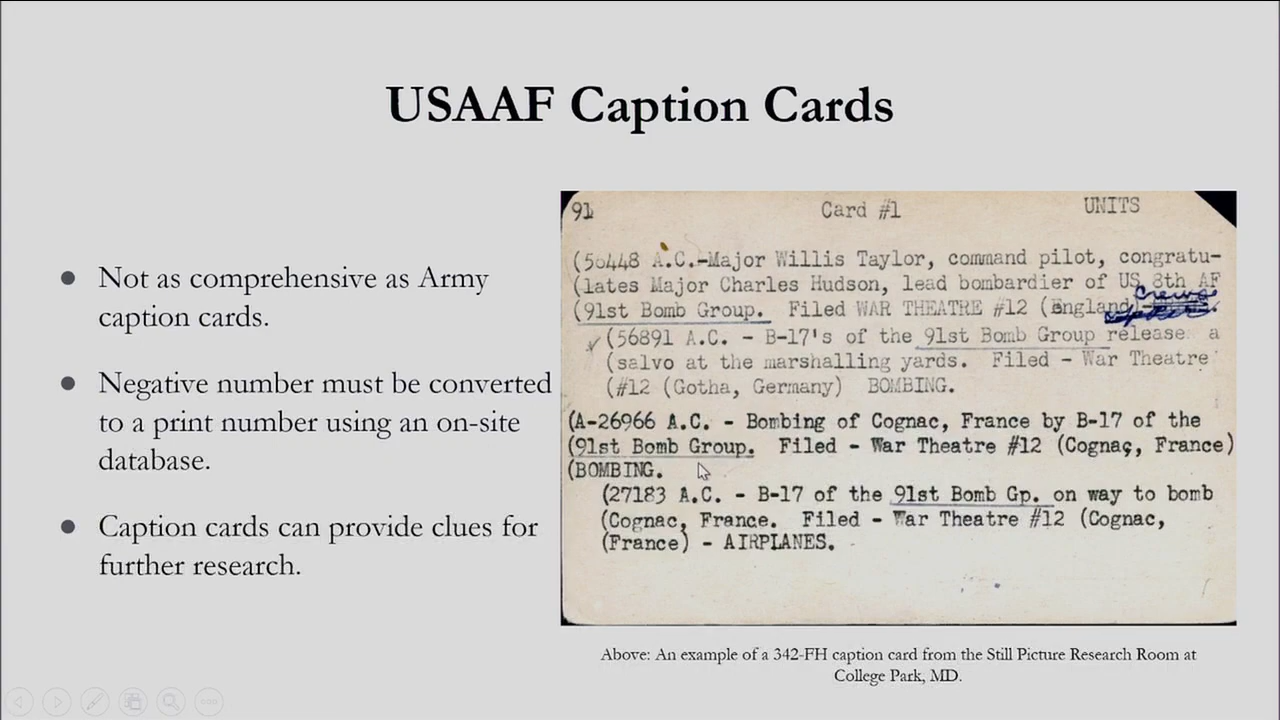 USAAF Caption Cards
● Not as comprehensive as Army
caption cards.
● Negative number must be converted
to a print number using an on-site
database.
● Caption cards can provide clues for
further research.
91 Card #1 UNITS
(56448 A.C.-Major Willis Taylor, command pilot, congratu-
(lates Major Charles Hudson, lead bombardier of US 8th AF
(91st Bomb Group. Filed WAR THEATRE #12 (England) Crews
(56891 A.C. - B-17's of the 91st Bomb Group release a
(salvo at the marshalling yards. Filed - War Theatre
(#12 (Gotha, Germany) BOMBING.
(A-26966 A.C. - Bombing of Cognac, France by B-17 of the
(91st Bomb Group. Filed - War Theatre #12 (Cognac, France)
(BOMBING.
(27183 A.C. - B-17 of the 91st Bomb Gp. on way to bomb
(Cognac, France. Filed - War Theatre #12 (Cognac,
(France) - AIRPLANES.
Above: An example of a 342-FH caption card from the Still Picture Research Room at
College Park, MD.